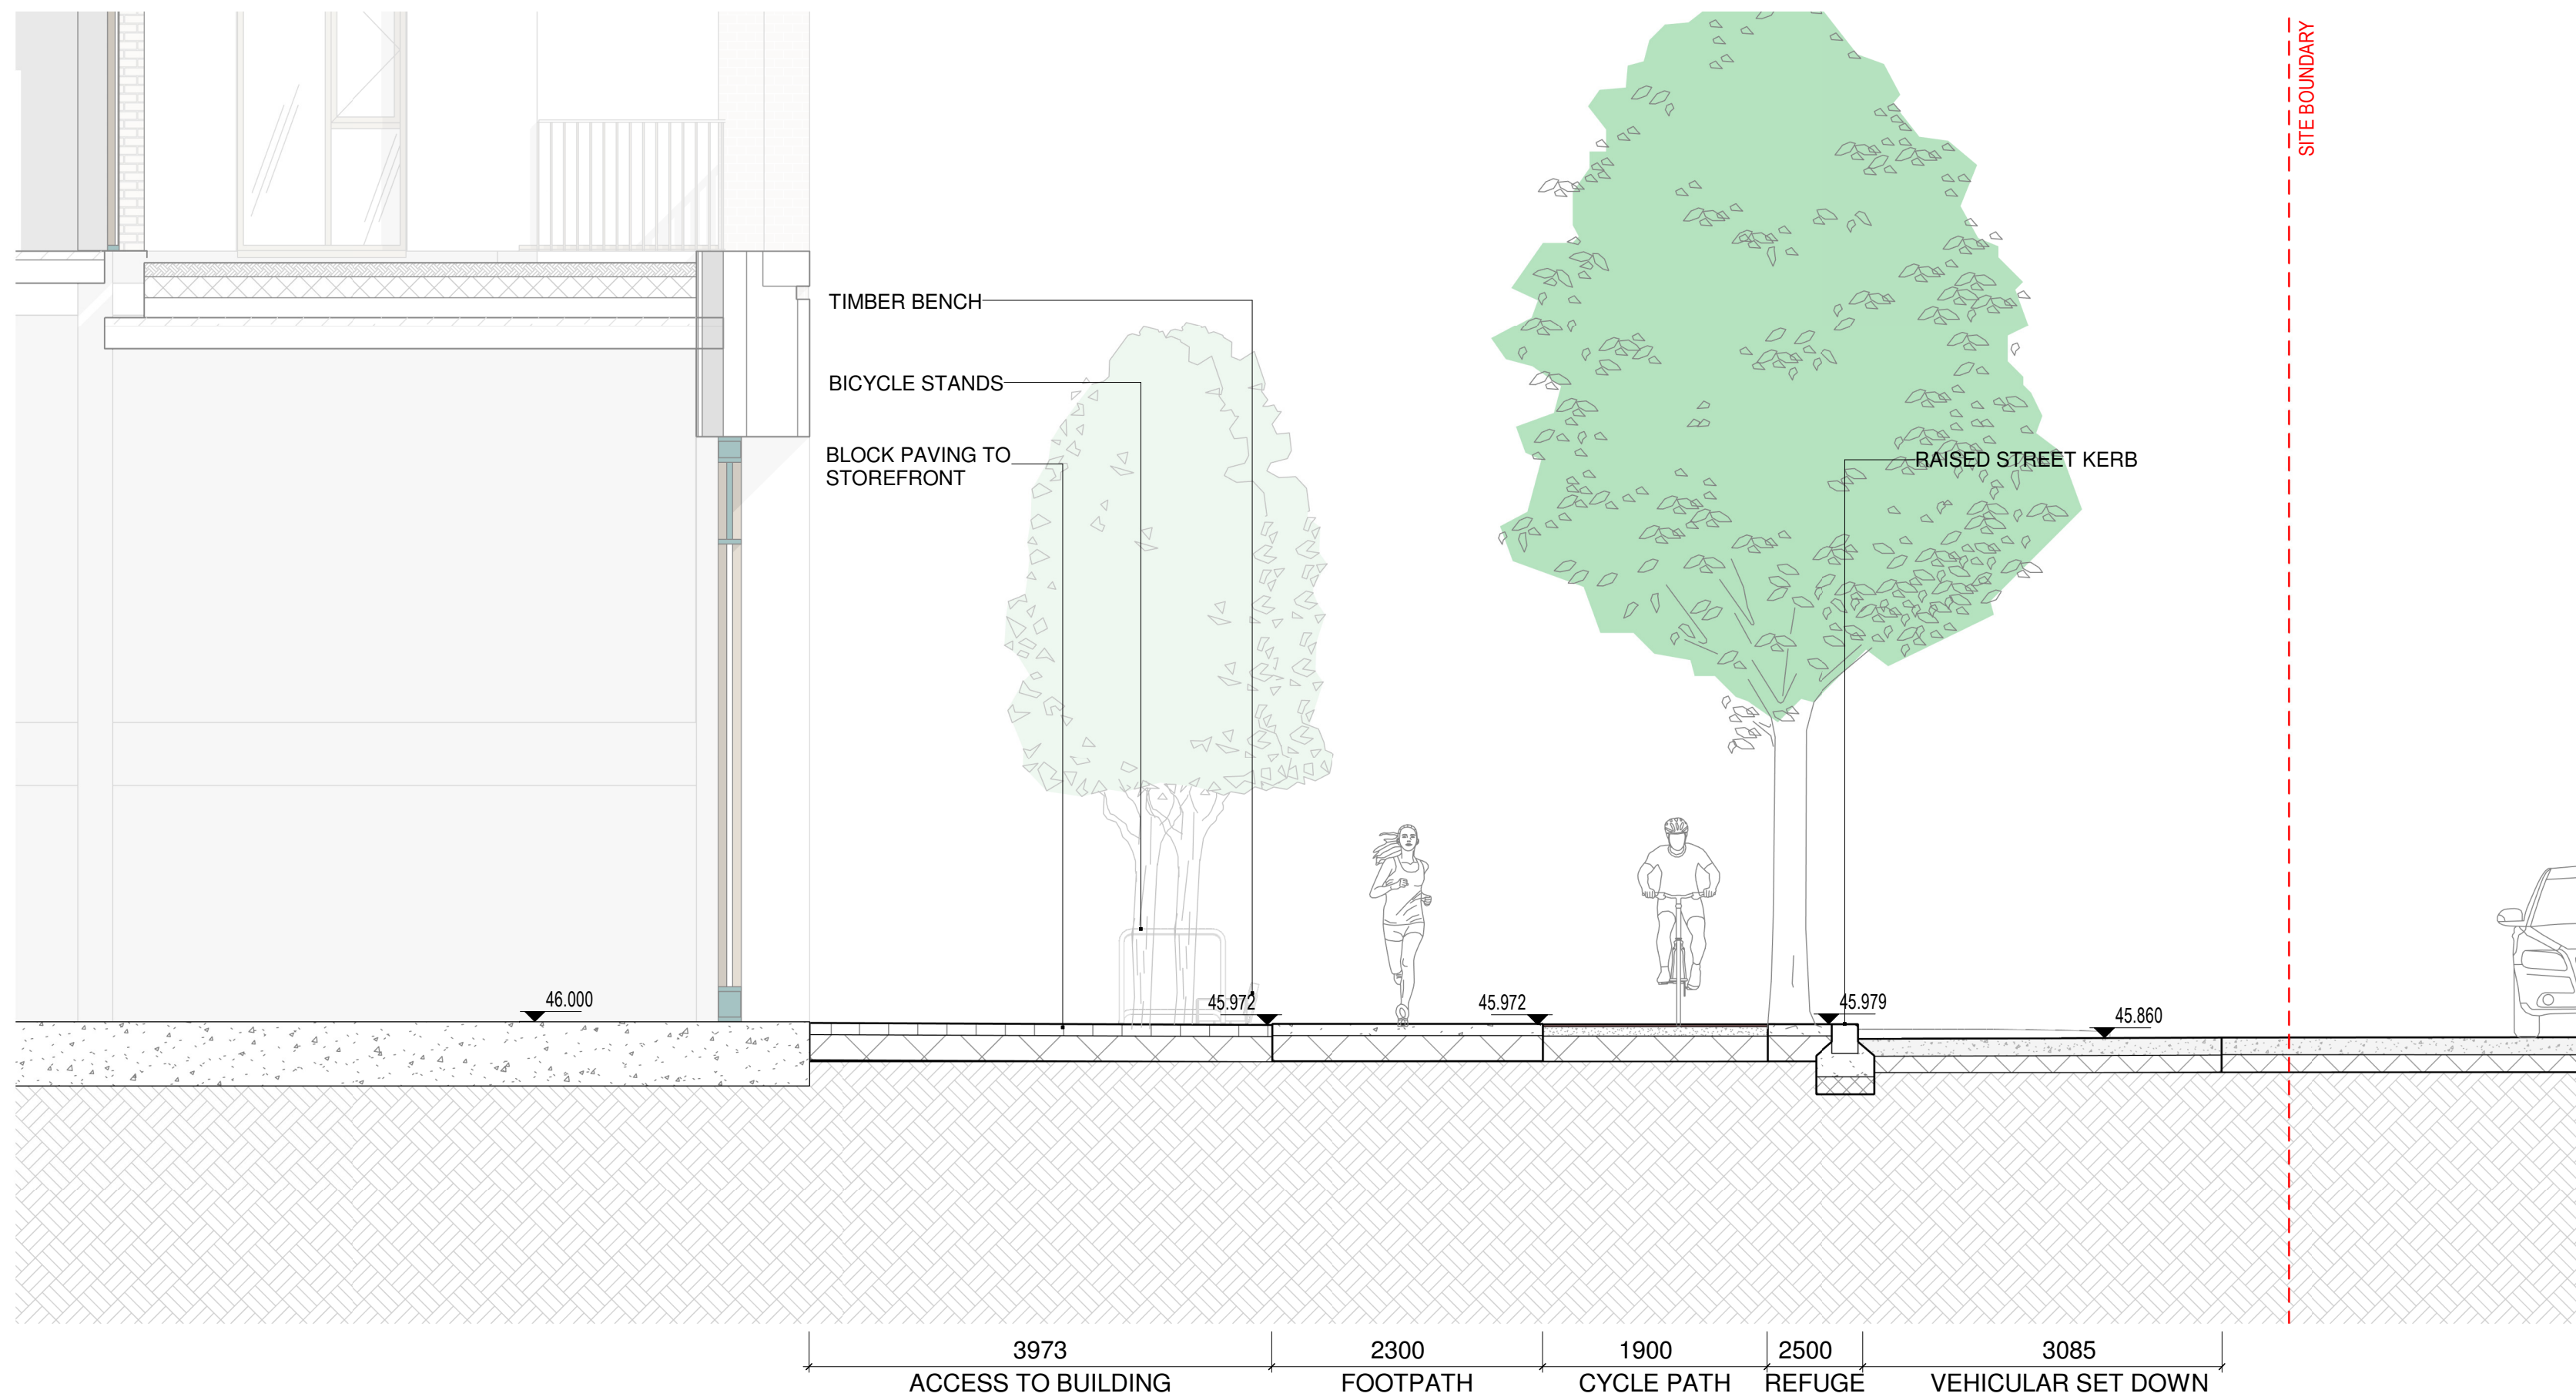 SITE BOUNDARY
TIMBER BENCH
BICYCLE STANDS
BLOCK PAVING TO
STOREFRONT
RAISED STREET KERB
46.000
45.972
45.972
45.979
45.860
3973
2300
1900
2500
3085
ACCESS TO BUILDING
FOOTPATH
CYCLE PATH
REFUGE
VEHICULAR SET DOWN